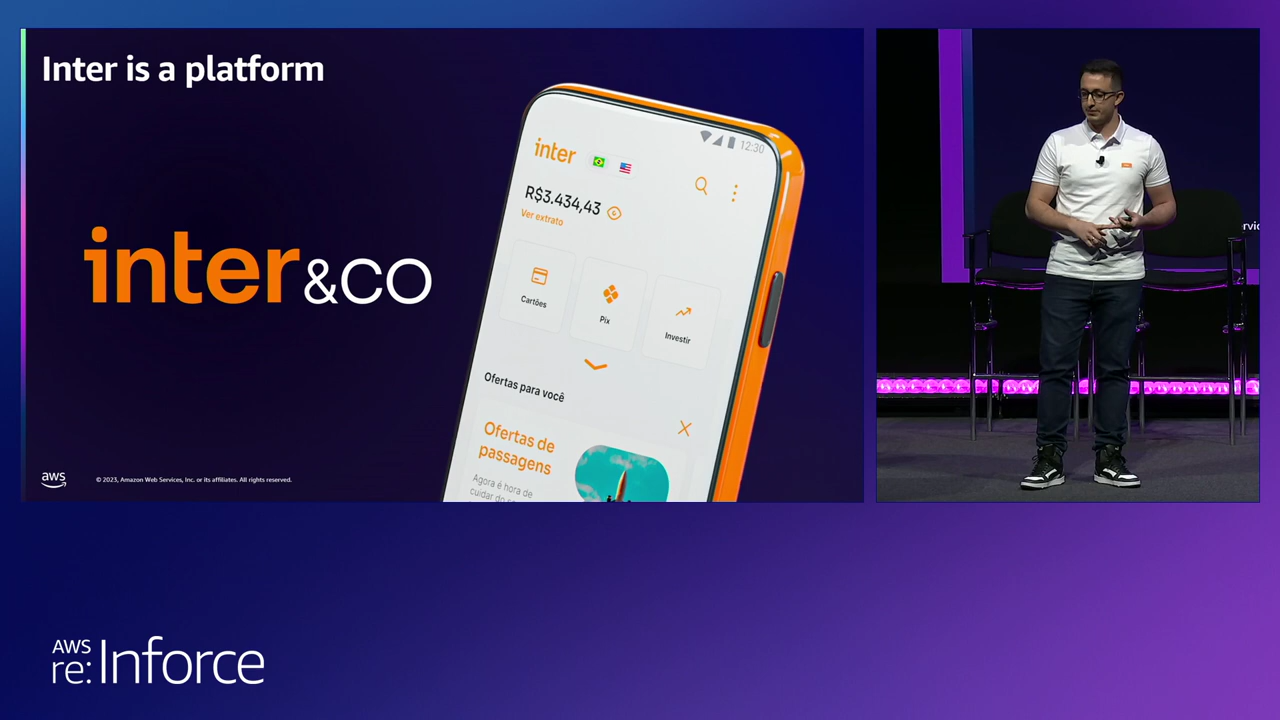 Inter is a platform
inter&CO
12:30
inter
R$3.434,43
Ver extrato
Cartões
Pix
Investir
Ofertas para você
Ofertas de
passagens
Agora é hora de
aws
© 2023, Amazon Web Services, Inc. or its affiliates. All rights reserved.
AWS
re:Inforce